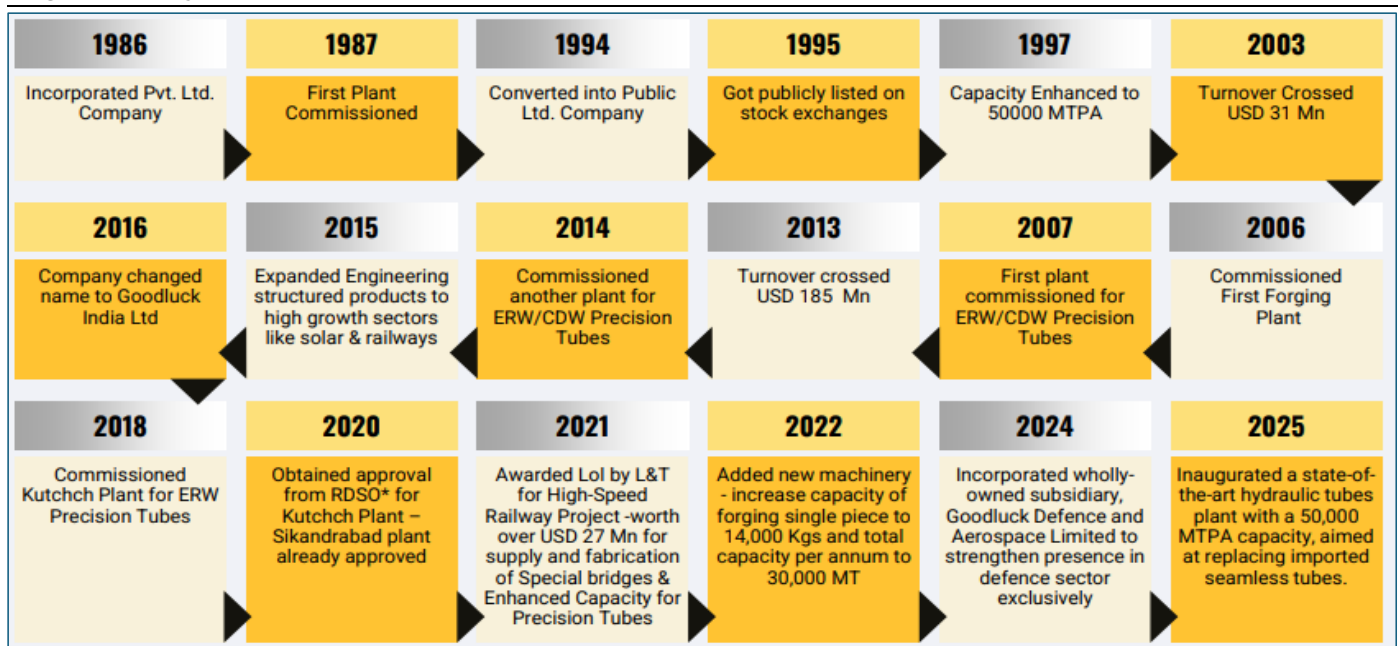 1986
Incorporated Pvt. Ltd.
Company
1987
First Plant
Commissioned
1994
Converted into Public
Ltd. Company
1995
Got publicly listed on
stock exchanges
1997
Capacity Enhanced to
50000 MTPA
2003
Turnover Crossed
USD 31 Mn
2006
Commissioned
First Forging
Plant
2007
First plant
commissioned for
ERW/CDW Precision
Tubes
2013
Turnover crossed
USD 185 Mn
2014
Commissioned
another plant for
ERW/CDW Precision
Tubes
2015
Expanded Engineering
structured products to
high growth sectors
like solar & railways
2016
Company changed
name to Goodluck
India Ltd
2018
Commissioned
Kutchch Plant for ERW
Precision Tubes
2020
Obtained approval
from RDSO* for
Kutchch Plant –
Sikandrabad plant
already approved
2021
Awarded LoI by L&T
for High-Speed
Railway Project -worth
over USD 27 Mn for
supply and fabrication
of Special bridges &
Enhanced Capacity for
Precision Tubes
2022
Added new machinery
- increase capacity of
forging single piece to
14,000 Kgs and total
capacity per annum to
30,000 MT
2024
Incorporated wholly-
owned subsidiary,
Goodluck Defence and
Aerospace Limited to
strengthen presence in
defence sector
exclusively
2025
Inaugurated a state-of-
the-art hydraulic tubes
plant with a 50,000
MTPA capacity, aimed
at replacing imported
seamless tubes.